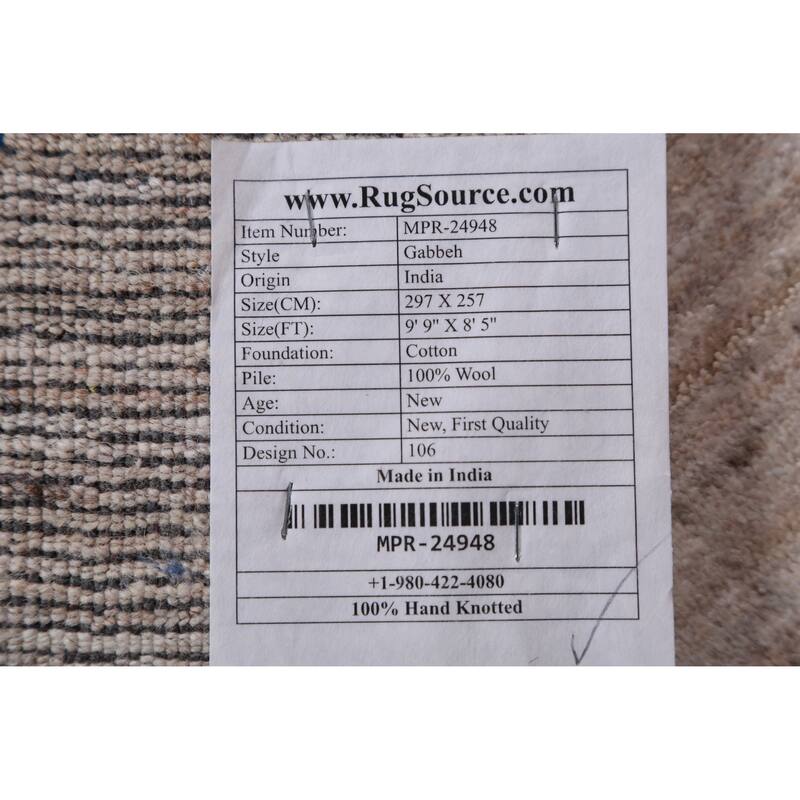 www.RugSource.com
Item Number: MPR-24948
Style Gabbeh
Origin India
Size(CM): 297 X 257
Size(FT): 9' 9" X 8' 5"
Foundation: Cotton
Pile: 100% Wool
Age: New
Condition: New, First Quality
Design No.: 106
Made in India
MPR-24948
+1-980-422-4080
100% Hand Knotted